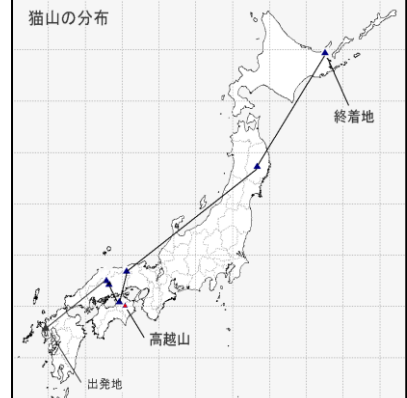 猫山の分布
終着地
高越山
出発地